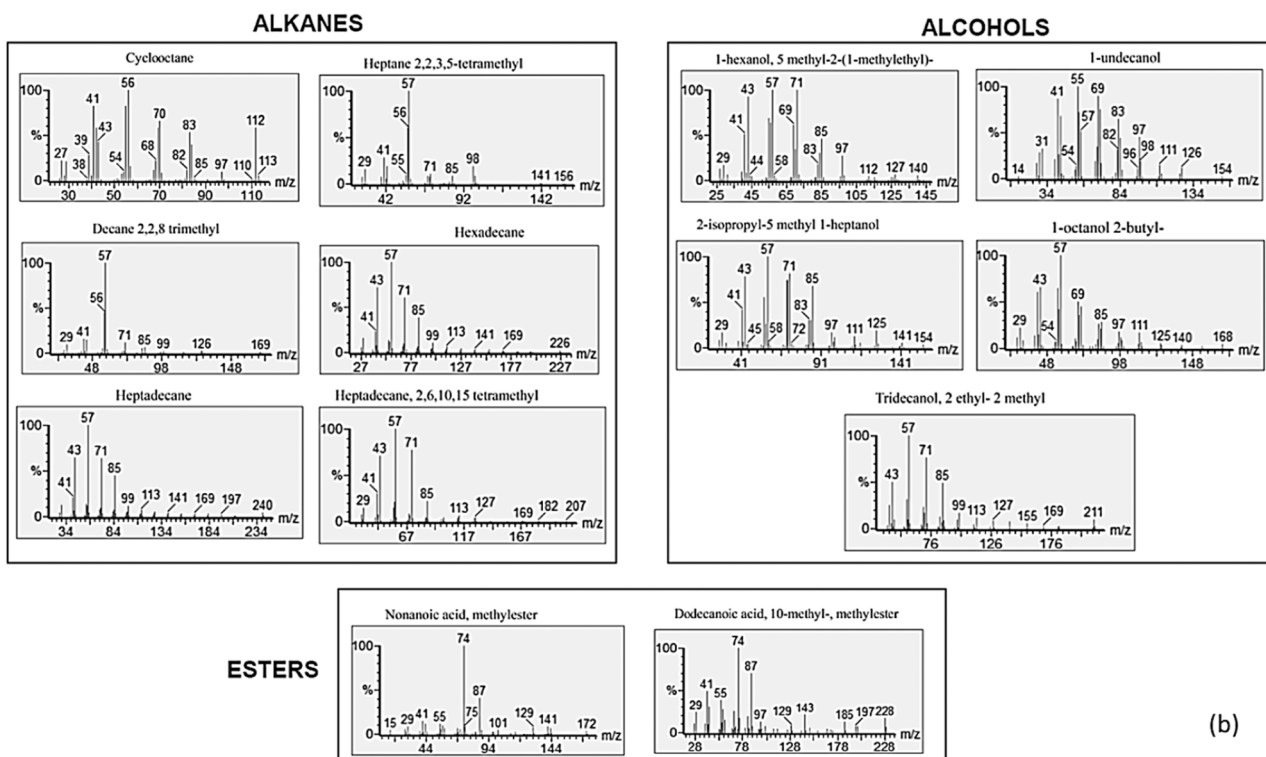 ALKANES
Cyclooctane
100
%
27 38 39 41 43 54 56 68 70 82 83 85 97 110 112 113
30 50 70 90 110 m/z
Heptane 2,2,3,5-tetramethyl
100
%
29 41 55 56 57 71 85 98 141 156
42 92 142 m/z
Decane 2,2,8 trimethyl
100
%
29 41 56 57 71 85 99 126 169
48 98 148 m/z
Hexadecane
100
%
41 43 57 71 85 99 113 141 169 226
27 77 127 177 227 m/z
Heptadecane
100
%
41 43 57 71 85 99 113 141 169 197 240
34 84 134 184 234 m/z
Heptadecane, 2,6,10,15 tetramethyl
100
%
29 41 43 57 71 85 113 127 169 182 207
67 117 167 m/z
ALCOHOLS
1-hexanol, 5 methyl-2-(1-methylethyl)-
100
%
29 41 43 44 57 58 69 71 83 85 97 112 127 140
25 45 65 85 105 125 145 m/z
1-undecanol
100
%
14 31 41 54 55 57 69 82 83 96 97 98 111 126 154
34 84 134 m/z
2-isopropyl-5 methyl 1-heptanol
100
%
29 41 43 45 57 58 71 72 83 85 97 111 125 141 154
41 91 141 m/z
1-octanol 2-butyl-
100
%
29 43 54 57 69 85 97 111 125 140 168
48 98 148 m/z
Tridecanol, 2 ethyl- 2 methyl
100
%
43 57 71 85 99 113 127 155 169 211
76 126 176 m/z
ESTERS
Nonanoic acid, methylester
100
%
15 29 41 55 74 75 87 101 129 141 172
44 94 144 m/z
Dodecanoic acid, 10-methyl-, methylester
100
%
29 41 55 74 87 97 129 143 185 197 228
28 78 128 178 228 m/z
(b)